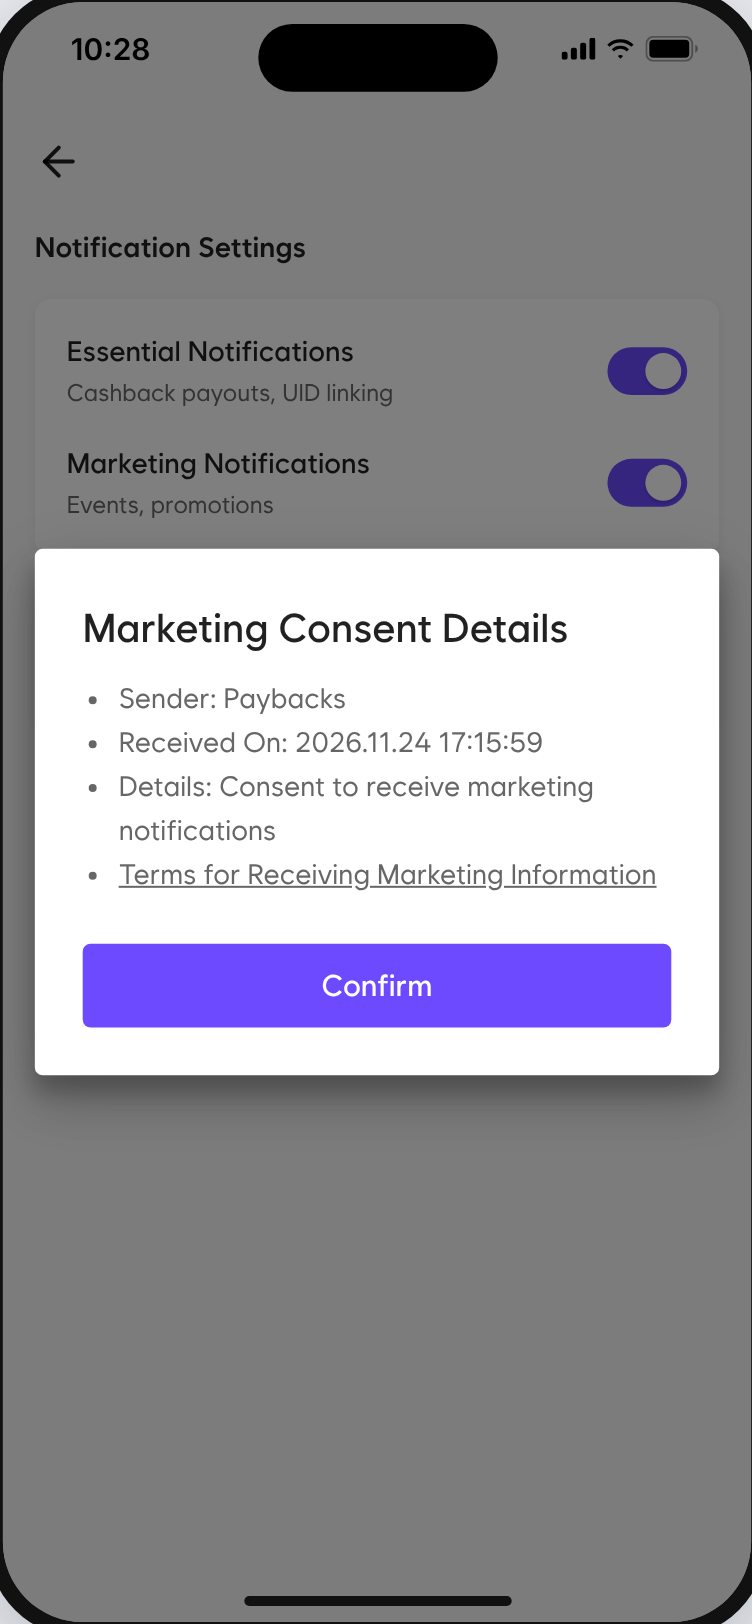 10:28
Notification Settings
Essential Notifications
Cashback payouts, UID linking
Marketing Notifications
Events, promotions
Marketing Consent Details
• Sender: Paybacks
• Received On: 2026.11.24 17:15:59
• Details: Consent to receive marketing
notifications
• Terms for Receiving Marketing Information
Confirm